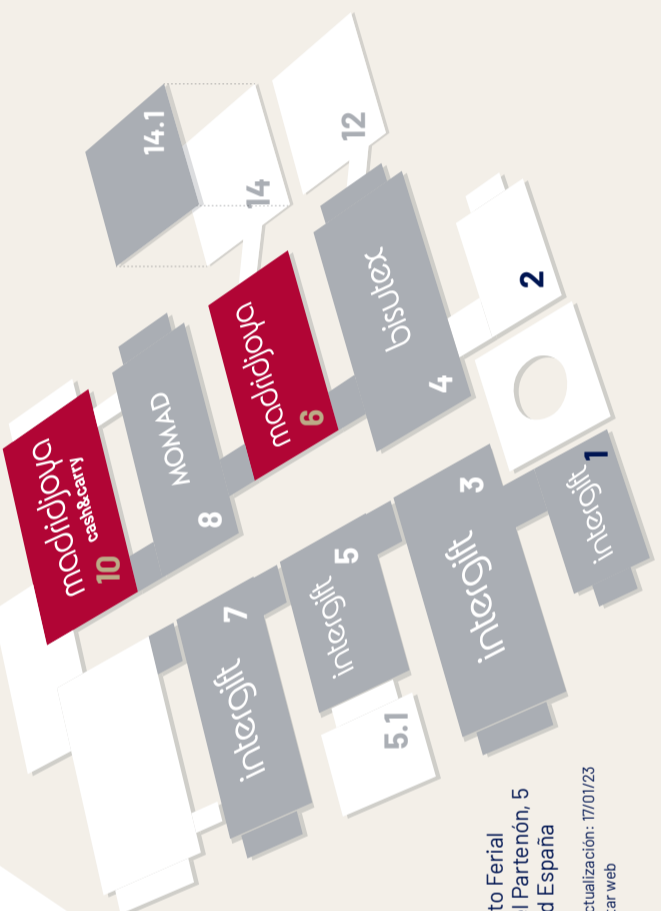 14.1
14
12
madridjoya
cash&carry
10
MOMAD
8
madridjoya
6
bisutex
4
2
intergift
7
intergift
5
5.1
intergift
3
intergift
1
to Ferial
l Partenón, 5
d España
ctualización: 17/01/23
tar web